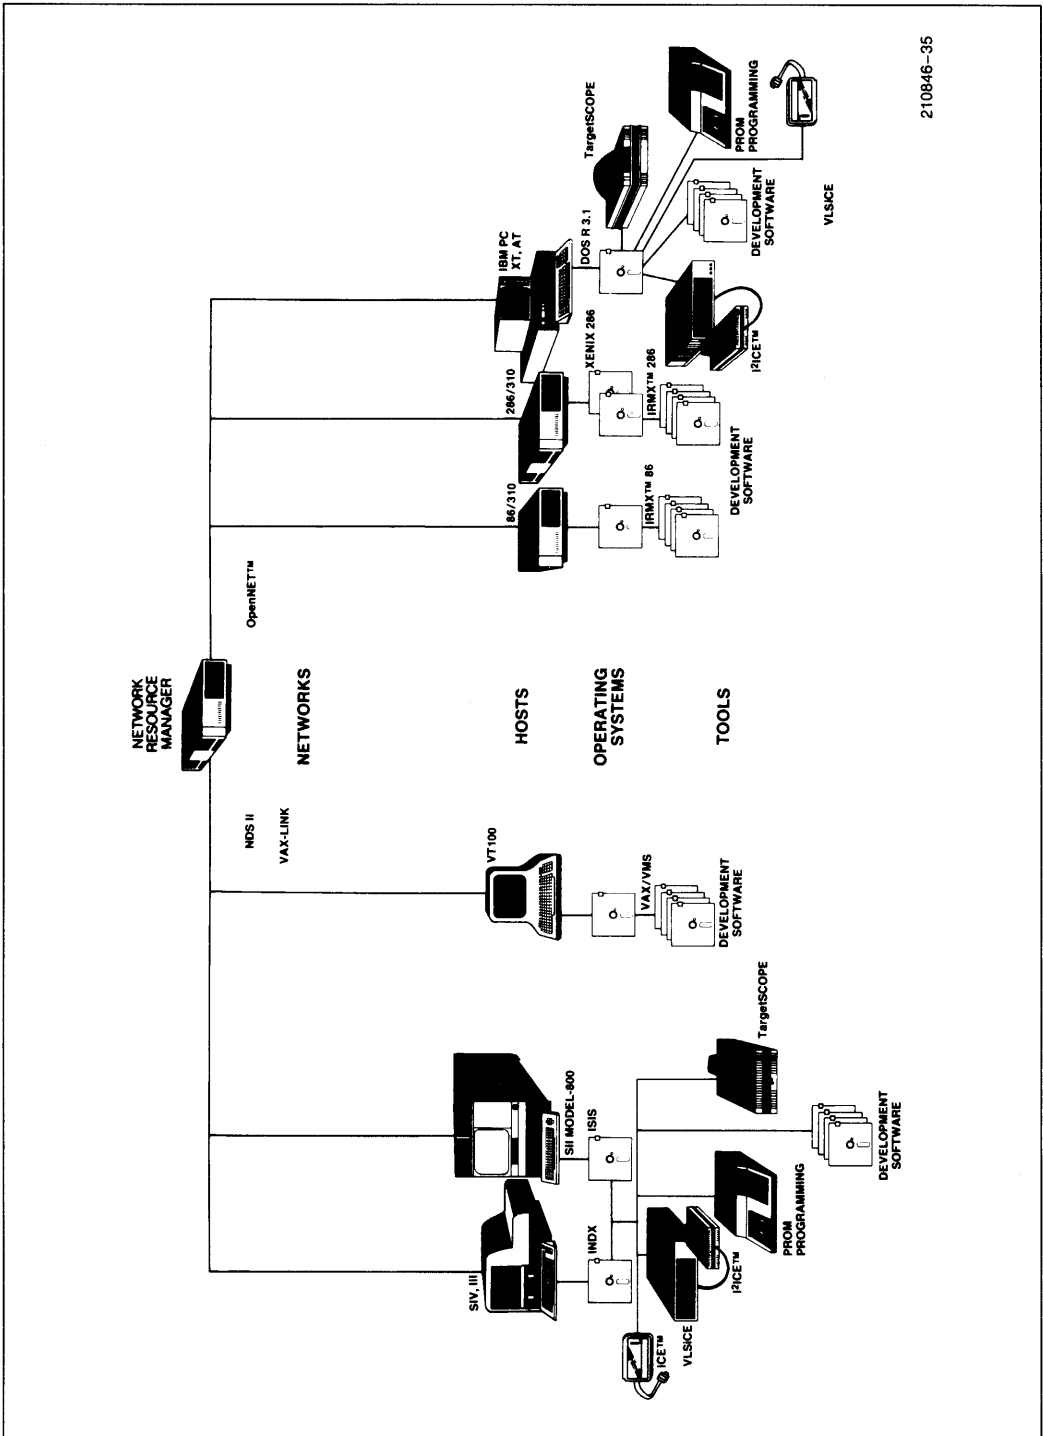 NETWORK
RESOURCE
MANAGER
NDS II
VAX-LINK
OpenNET™
NETWORKS
SIV, III
SII MODEL-800
VT100
HOSTS
86/310
286/310
IBM PC
XT, AT
INDX
ISIS
VAX/VMS
OPERATING
SYSTEMS
IRMX™ 86
XENIX 286
IRMX™ 286
DOS R 3.1
TargetSCOPE
ICE™
VLSiCE
I²ICE™
PROM
PROGRAMMING
DEVELOPMENT
SOFTWARE
TargetSCOPE
DEVELOPMENT
SOFTWARE
TOOLS
DEVELOPMENT
SOFTWARE
I²ICE™
DEVELOPMENT
SOFTWARE
PROM
PROGRAMMING
VLSiCE
210846–35